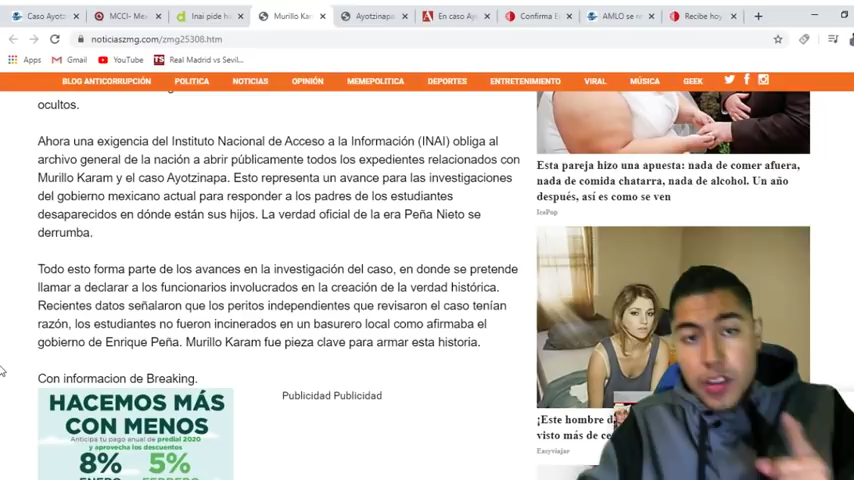 Caso Ayotz
MCCI- Mex
Inai pide h
Murillo Kar
Ayotzinapa
En caso Ay
Confirma E
AMLO se re
Recibe hoy
noticiaszmg.com/zmg25308.htm
Apps
Gmail
YouTube
Real Madrid vs Sevil...
BLOG ANTICORRUPCIÓN
POLITICA
NOTICIAS
OPINIÓN
MEMEPOLITICA
DEPORTES
ENTRETENIMIENTO
VIRAL
MÚSICA
GEEK
ocultos.
Ahora una exigencia del Instituto Nacional de Acceso a la Información (INAI) obliga al
archivo general de la nación a abrir públicamente todos los expedientes relacionados con
Murillo Karam y el caso Ayotzinapa. Esto representa un avance para las investigaciones
del gobierno mexicano actual para responder a los padres de los estudiantes
desaparecidos en dónde están sus hijos. La verdad oficial de la era Peña Nieto se
derrumba.
Todo esto forma parte de los avances en la investigación del caso, en donde se pretende
llamar a declarar a los funcionarios involucrados en la creación de la verdad histórica.
Recientes datos señalaron que los peritos independientes que revisaron el caso tenían
razón, los estudiantes no fueron incinerados en un basurero local como afirmaba el
gobierno de Enrique Peña. Murillo Karam fue pieza clave para armar esta historia.
Con informacion de Breaking.
Publicidad Publicidad
HACEMOS MÁS
CON MENOS
Anticipa tu pago anual de predial 2020
y aprovecha los descuentos
8% 5%
ENERO FEBRERO
Esta pareja hizo una apuesta: nada de comer afuera,
nada de comida chatarra, nada de alcohol. Un año
después, así es como se ven
IcePop
¡Este hombre d
visto más de ce
Easyviajar